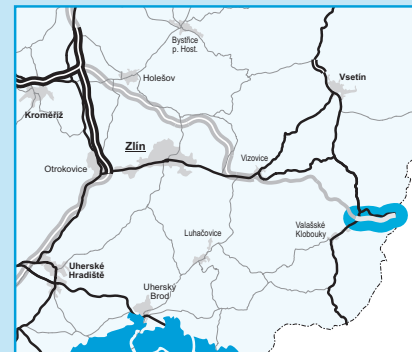 Bystřice
p. Host.
Holešov
Vsetín
Kroměříž
Zlín
Otrokovice
Vizovice
Luhačovice
Valašské
Klobouky
Uherské
Hradiště
Uherský
Brod